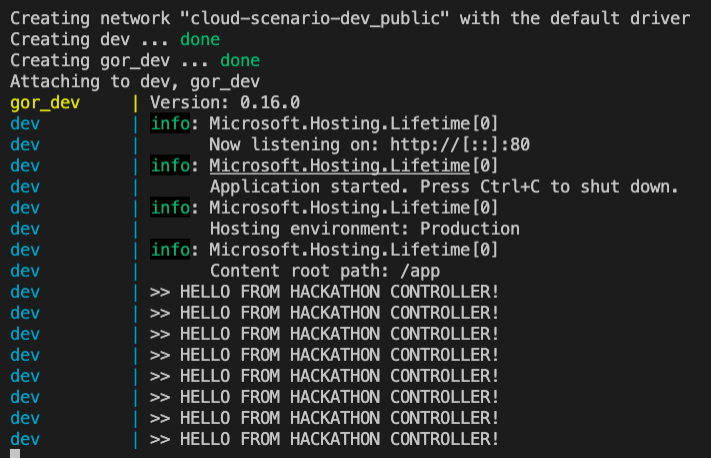 Creating network "cloud-scenario-dev_public" with the default driver
Creating dev ... done
Creating gor_dev ... done
Attaching to dev, gor_dev
gor_dev | Version: 0.16.0
dev | info: Microsoft.Hosting.Lifetime[0]
dev | Now listening on: http://[::]:80
dev | info: Microsoft.Hosting.Lifetime[0]
dev | Application started. Press Ctrl+C to shut down.
dev | info: Microsoft.Hosting.Lifetime[0]
dev | Hosting environment: Production
dev | info: Microsoft.Hosting.Lifetime[0]
dev | Content root path: /app
dev | >> HELLO FROM HACKATHON CONTROLLER!
dev | >> HELLO FROM HACKATHON CONTROLLER!
dev | >> HELLO FROM HACKATHON CONTROLLER!
dev | >> HELLO FROM HACKATHON CONTROLLER!
dev | >> HELLO FROM HACKATHON CONTROLLER!
dev | >> HELLO FROM HACKATHON CONTROLLER!
dev | >> HELLO FROM HACKATHON CONTROLLER!
dev | >> HELLO FROM HACKATHON CONTROLLER!